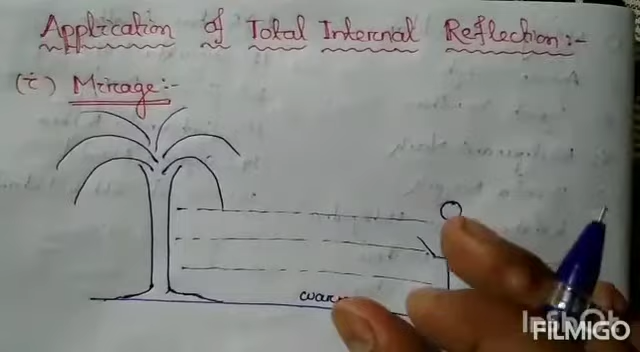 Application of Total Internal Reflection:-
(i) Mirage:-
FILMIGO